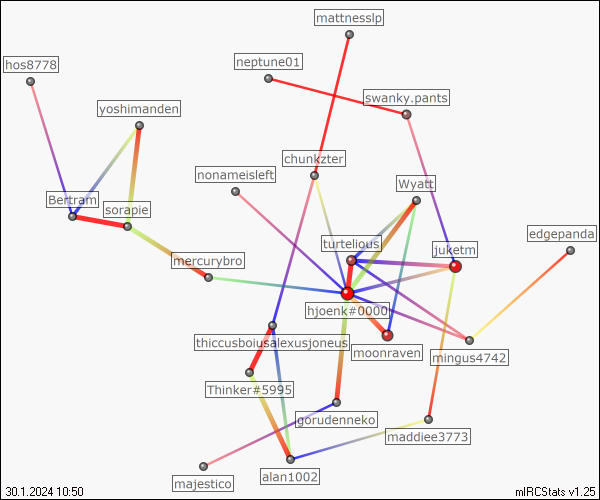 mattnesslp
hos8778
neptune01
swanky.pants
yoshimanden
chunkzter
nonameisleft
Wyatt
Bertram
sorapie
edgepanda
turtelious
juketm
mercurybro
hjoenk#0000
thiccusboiusalexusjoneus
moonraven
mingus4742
Thinker#5995
gorudenneko
maddiee3773
majestico
alan1002
30.1.2024 10:50
mIRCStats v1.25